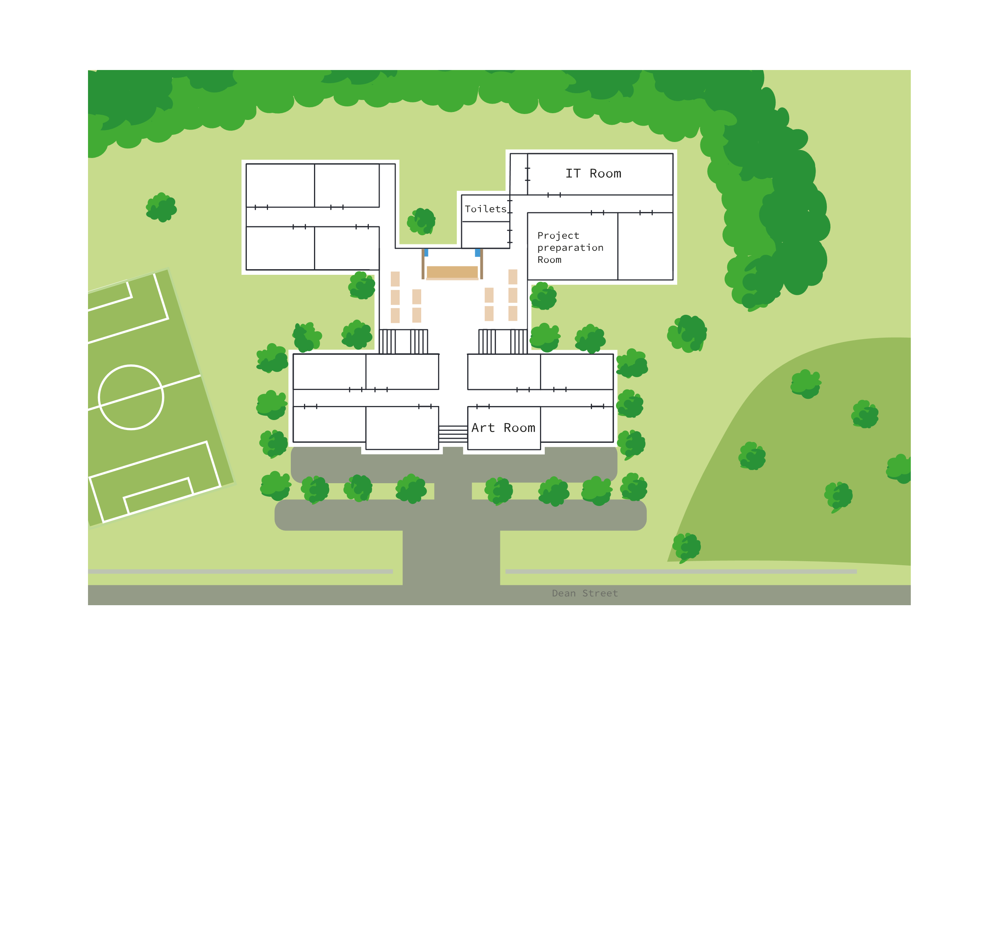 IT Room
Toilets
Project
preparation
Room
Art Room
Dean Street